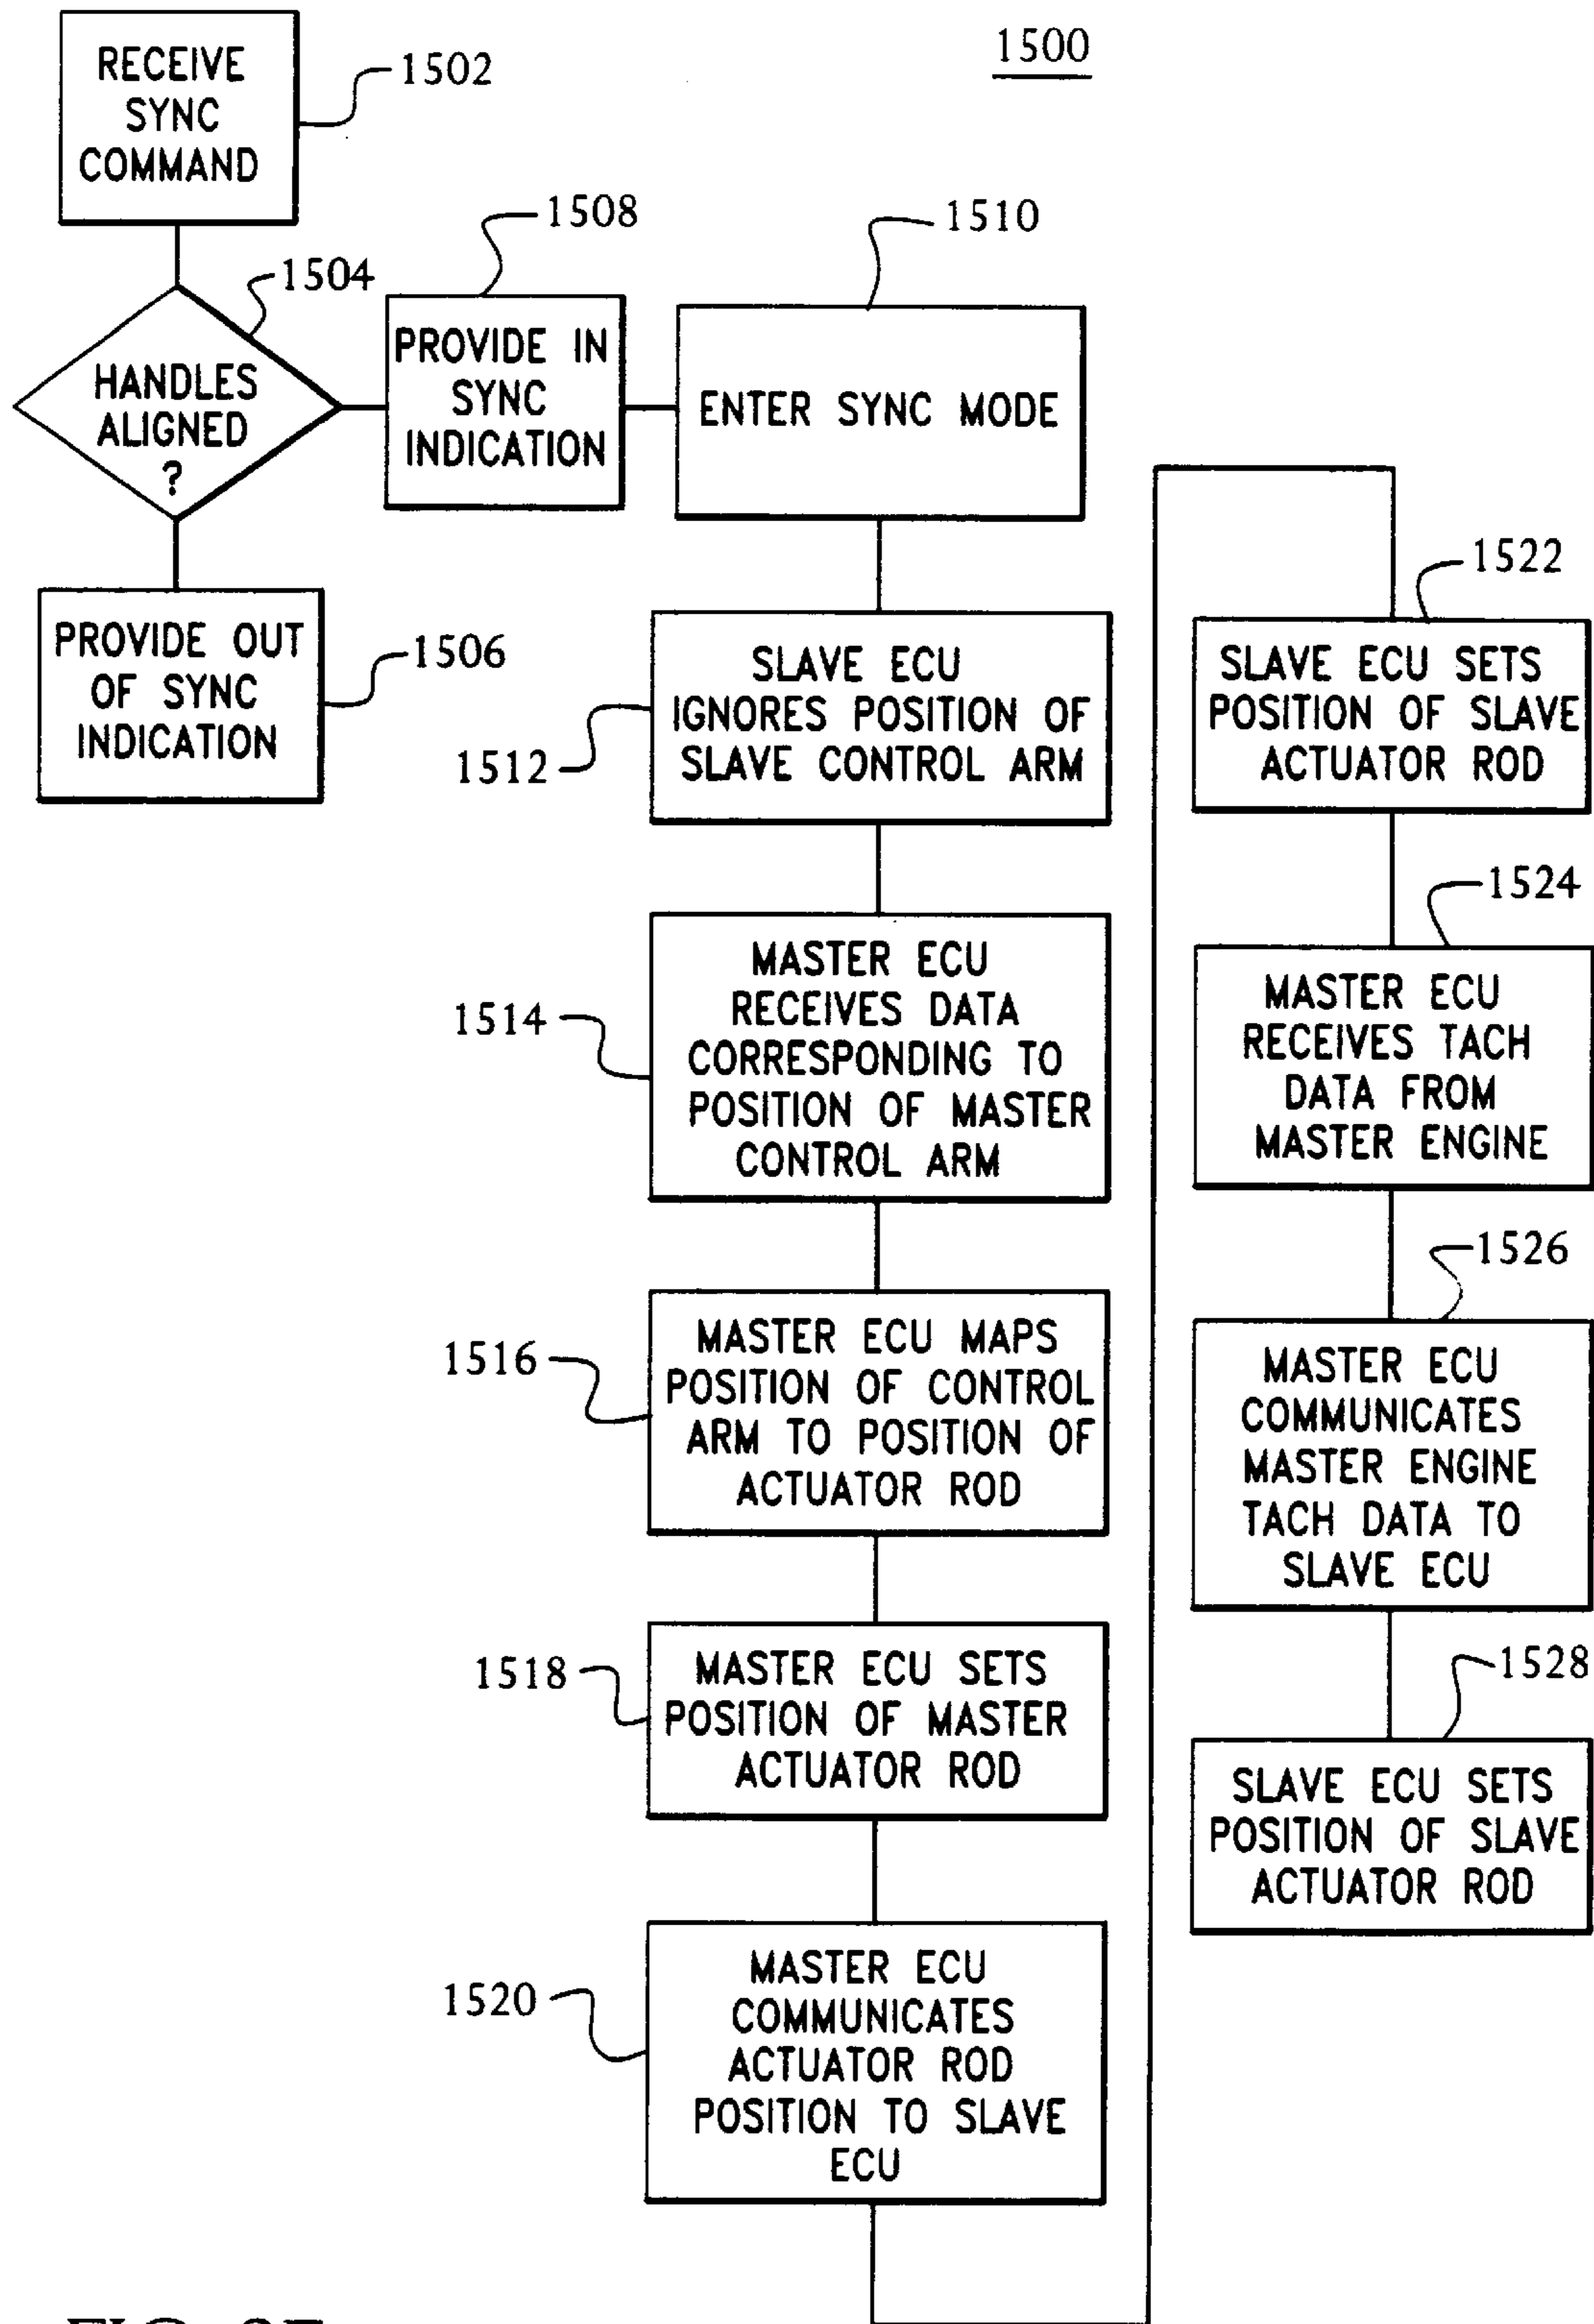 1500
RECEIVE
SYNC
COMMAND
1502
1504
HANDLES
ALIGNED
?
PROVIDE OUT
OF SYNC
INDICATION
1506
1508
PROVIDE IN
SYNC
INDICATION
1510
ENTER SYNC MODE
1512
SLAVE ECU
IGNORES POSITION OF
SLAVE CONTROL ARM
1514
MASTER ECU
RECEIVES DATA
CORRESPONDING TO
POSITION OF MASTER
CONTROL ARM
1516
MASTER ECU MAPS
POSITION OF CONTROL
ARM TO POSITION OF
ACTUATOR ROD
1518
MASTER ECU SETS
POSITION OF MASTER
ACTUATOR ROD
1520
MASTER ECU
COMMUNICATES
ACTUATOR ROD
POSITION TO SLAVE
ECU
1522
SLAVE ECU SETS
POSITION OF SLAVE
ACTUATOR ROD
1524
MASTER ECU
RECEIVES TACH
DATA FROM
MASTER ENGINE
1526
MASTER ECU
COMMUNICATES
MASTER ENGINE
TACH DATA TO
SLAVE ECU
1528
SLAVE ECU SETS
POSITION OF SLAVE
ACTUATOR ROD